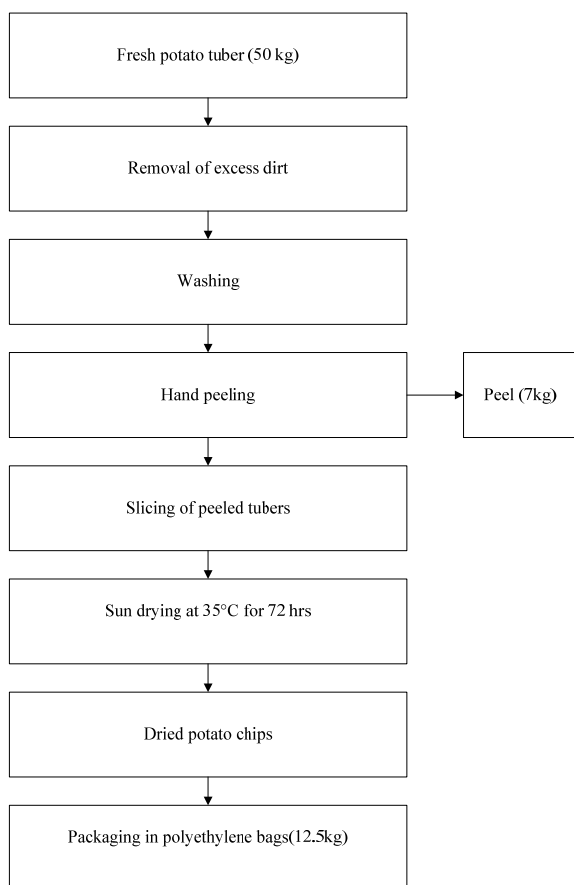 Fresh potato tuber (50 kg)
Removal of excess dirt
Washing
Hand peeling
Peel (7kg)
Slicing of peeled tubers
Sun drying at 35°C for 72 hrs
Dried potato chips
Packaging in polyethylene bags(12.5kg)